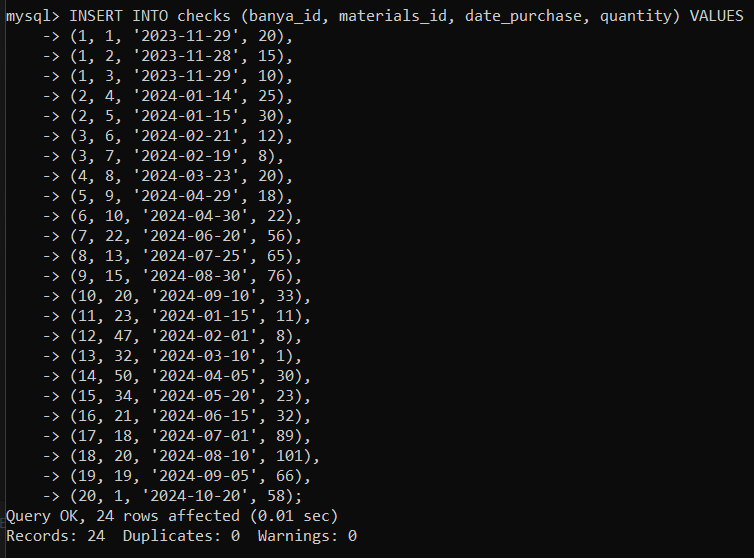 mysql> INSERT INTO checks (banya_id, materials_id, date_purchase, quantity) VALUES
    -> (1, 1, '2023-11-29', 20),
    -> (1, 2, '2023-11-28', 15),
    -> (1, 3, '2023-11-29', 10),
    -> (2, 4, '2024-01-14', 25),
    -> (2, 5, '2024-01-15', 30),
    -> (3, 6, '2024-02-21', 12),
    -> (3, 7, '2024-02-19', 8),
    -> (4, 8, '2024-03-23', 20),
    -> (5, 9, '2024-04-29', 18),
    -> (6, 10, '2024-04-30', 22),
    -> (7, 22, '2024-06-20', 56),
    -> (8, 13, '2024-07-25', 65),
    -> (9, 15, '2024-08-30', 76),
    -> (10, 20, '2024-09-10', 33),
    -> (11, 23, '2024-01-15', 11),
    -> (12, 47, '2024-02-01', 8),
    -> (13, 32, '2024-03-10', 1),
    -> (14, 50, '2024-04-05', 30),
    -> (15, 34, '2024-05-20', 23),
    -> (16, 21, '2024-06-15', 32),
    -> (17, 18, '2024-07-01', 89),
    -> (18, 20, '2024-08-10', 101),
    -> (19, 19, '2024-09-05', 66),
    -> (20, 1, '2024-10-20', 58);
Query OK, 24 rows affected (0.01 sec)
Records: 24  Duplicates: 0  Warnings: 0